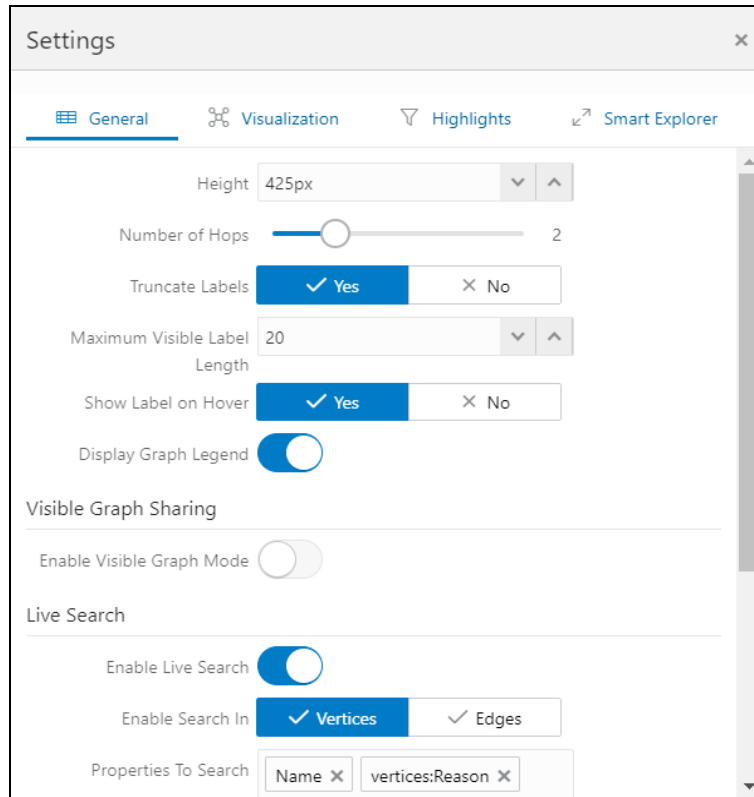 Settings
General Visualization Highlights Smart Explorer
Height 425px
Number of Hops 2
Truncate Labels Yes No
Maximum Visible Label 20
Length
Show Label on Hover Yes No
Display Graph Legend
Visible Graph Sharing
Enable Visible Graph Mode
Live Search
Enable Live Search
Enable Search In Vertices Edges
Properties To Search Name vertices:Reason